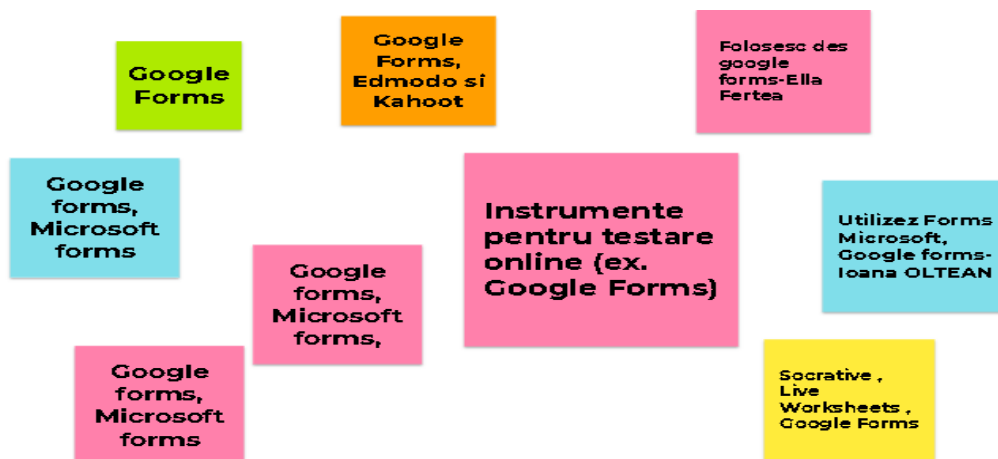 Google
Forms
Google
Forms,
Edmodo si
Kahoot
Folosesc des
google
forms-Ella
Fertea
Google
forms,
Microsoft
forms
Instrumente
pentru testare
online (ex.
Google Forms)
Utilizez Forms
Microsoft,
Google forms-
Ioana OLTEAN
Google
forms,
Microsoft
forms,
Google
forms,
Microsoft
forms
Socrative ,
Live
Worksheets ,
Google Forms